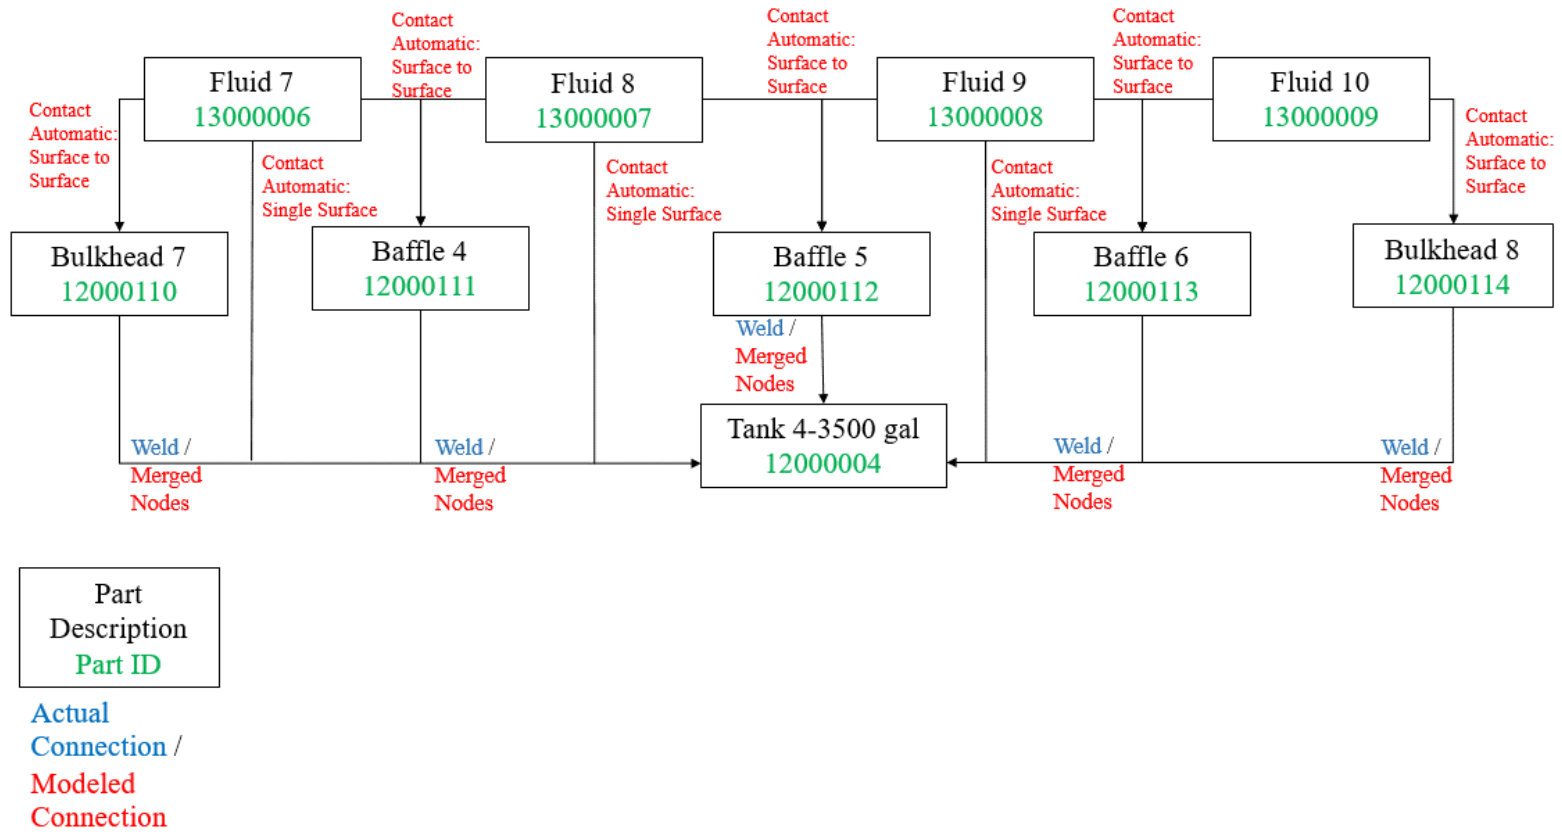 Contact
Automatic:
Surface to
Surface
Contact
Automatic:
Surface to
Surface
Contact
Automatic:
Surface to
Surface
Fluid 7
13000006
Fluid 8
13000007
Fluid 9
13000008
Fluid 10
13000009
Contact
Automatic:
Surface to
Surface
Contact
Automatic:
Single Surface
Contact
Automatic:
Single Surface
Contact
Automatic:
Single Surface
Contact
Automatic:
Surface to
Surface
Bulkhead 7
12000110
Baffle 4
12000111
Baffle 5
12000112
Baffle 6
12000113
Bulkhead 8
12000114
Weld /
Merged
Nodes
Tank 4-3500 gal
12000004
Weld /
Merged
Nodes
Weld /
Merged
Nodes
Weld /
Merged
Nodes
Weld /
Merged
Nodes
Part
Description
Part ID
Actual
Connection /
Modeled
Connection